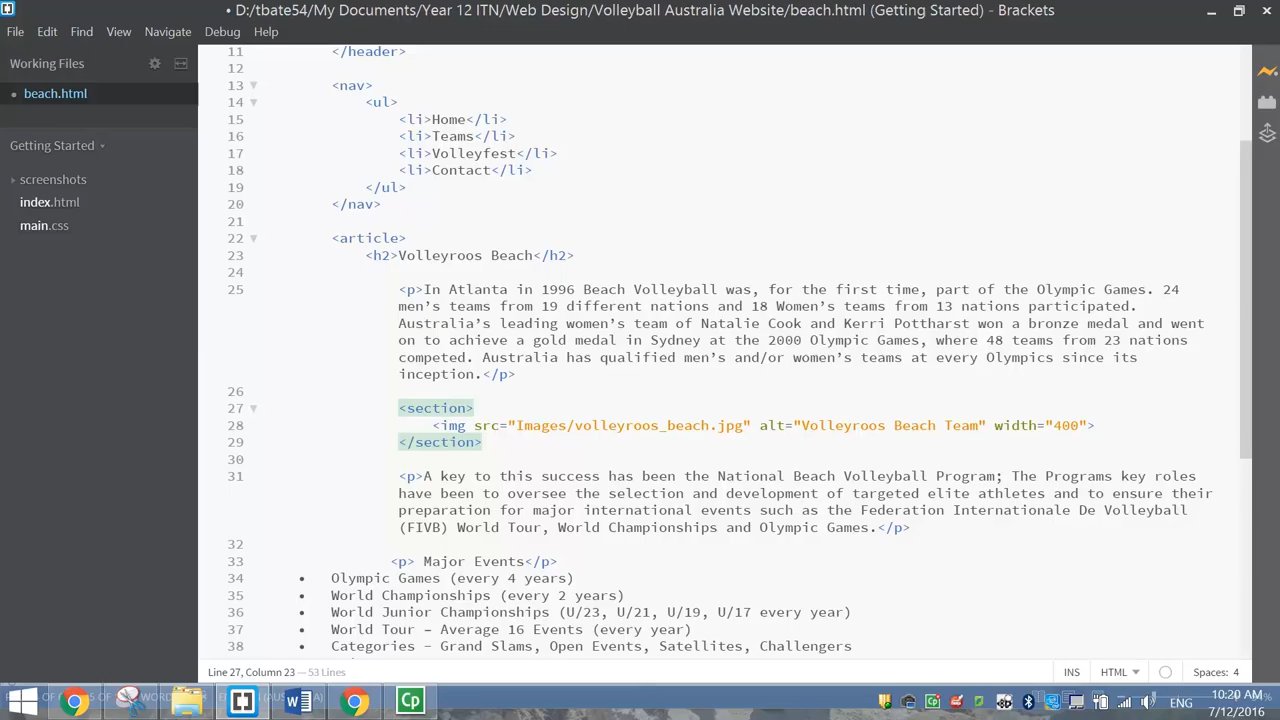 D:/tbate54/My Documents/Year 12 ITN/Web Design/Volleyball Australia Website/beach.html (Getting Started) - Brackets
File Edit Find View Navigate Debug Help
Working Files
beach.html
Getting Started
screenshots
index.html
main.css
11 </header>
12
13 <nav>
14 <ul>
15 <li>Home</li>
16 <li>Teams</li>
17 <li>Volleyfest</li>
18 <li>Contact</li>
19 </ul>
20 </nav>
21
22 <article>
23 <h2>Volleyroos Beach</h2>
24
25 <p>In Atlanta in 1996 Beach Volleyball was, for the first time, part of the Olympic Games. 24
men’s teams from 19 different nations and 18 Women’s teams from 13 nations participated.
Australia’s leading women’s team of Natalie Cook and Kerri Pottharst won a bronze medal and went
on to achieve a gold medal in Sydney at the 2000 Olympic Games, where 48 teams from 23 nations
competed. Australia has qualified men’s and/or women’s teams at every Olympics since its
inception.</p>
26
27 <section>
28 <img src="Images/volleyroos_beach.jpg" alt="Volleyroos Beach Team" width="400">
29 </section>
30
31 <p>A key to this success has been the National Beach Volleyball Program; The Programs key roles
have been to oversee the selection and development of targeted elite athletes and to ensure their
preparation for major international events such as the Federation Internationale De Volleyball
(FIVB) World Tour, World Championships and Olympic Games.</p>
32
33 <p> Major Events</p>
34 • Olympic Games (every 4 years)
35 • World Championships (every 2 years)
36 • World Junior Championships (U/23, U/21, U/19, U/17 every year)
37 • World Tour – Average 16 Events (every year)
38 • Categories – Grand Slams, Open Events, Satellites, Challengers
Line 27, Column 23 — 53 Lines
INS HTML Spaces: 4
Cp
ENG
10:20 AM
7/12/2016